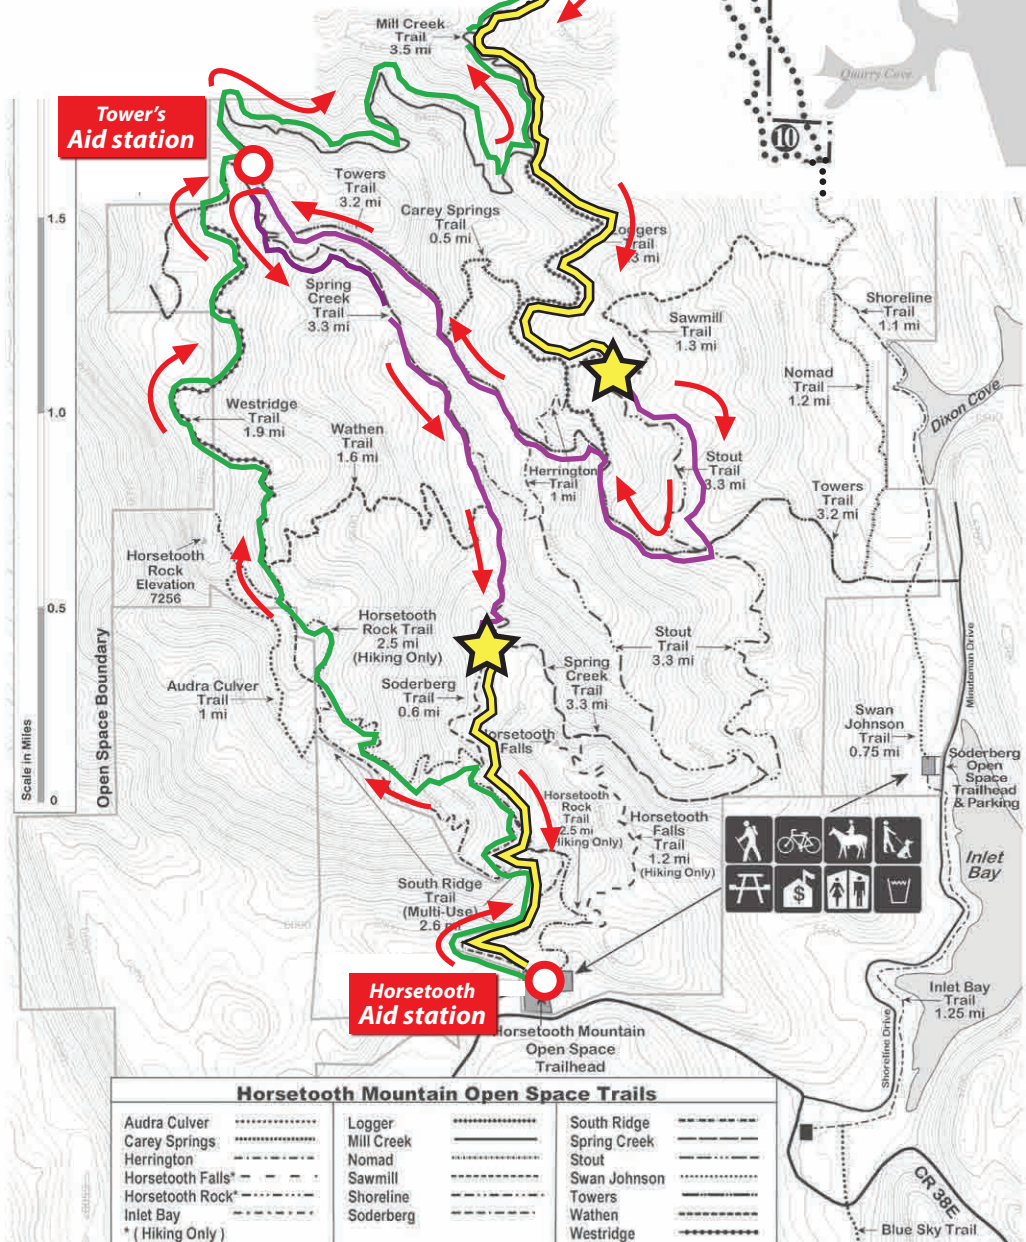 Mill Creek
Trail
3.5 mi
Quarry Cove
10
Tower's
Aid station
Towers
Trail
3.2 mi
Carey Springs
Trail
0.5 mi
1.5
Spring
Creek
Trail
3.3 mi
Sawmill
Trail
1.3 mi
Shoreline
Trail
1.1 mi
Nomad
Trail
1.2 mi
Dixon Cove
1.0
Westridge
Trail
1.9 mi
Wathen
Trail
1.6 mi
Herrington
Trail
1 mi
Stout
Trail
3.3 mi
Towers
Trail
3.2 mi
Horsetooth
Rock
Elevation
7256
0.5
Horsetooth
Rock Trail
2.5 mi
(Hiking Only)
Stout
Trail
3.3 mi
Minuteman Drive
Open Space Boundary
Audra Culver
Trail
1 mi
Soderberg
Trail
0.6 mi
Spring
Creek
Trail
3.3 mi
Swan
Johnson
Trail
0.75 mi
Horsetooth
Falls
Soderberg
Open
Space
Trailhead
& Parking
Scale in Miles
0
Horsetooth
Rock
Trail
2.5 mi
Hiking Only)
Horsetooth
Falls
Trail
1.2 mi
(Hiking Only)
$
Inlet
Bay
South Ridge
Trail
(Multi-Use)
2.6 mi
Horsetooth
Aid station
Inlet Bay
Trail
1.25 mi
Shoreline Drive
Horsetooth Mountain
Open Space
Trailhead
Horsetooth Mountain Open Space Trails
Audra Culver
Carey Springs
Herrington
Horsetooth Falls*
Horsetooth Rock*
Inlet Bay
* ( Hiking Only )
Logger
Mill Creek
Nomad
Sawmill
Shoreline
Soderberg
South Ridge
Spring Creek
Stout
Swan Johnson
Towers
Wathen
Westridge
CR 38E
Blue Sky Trail